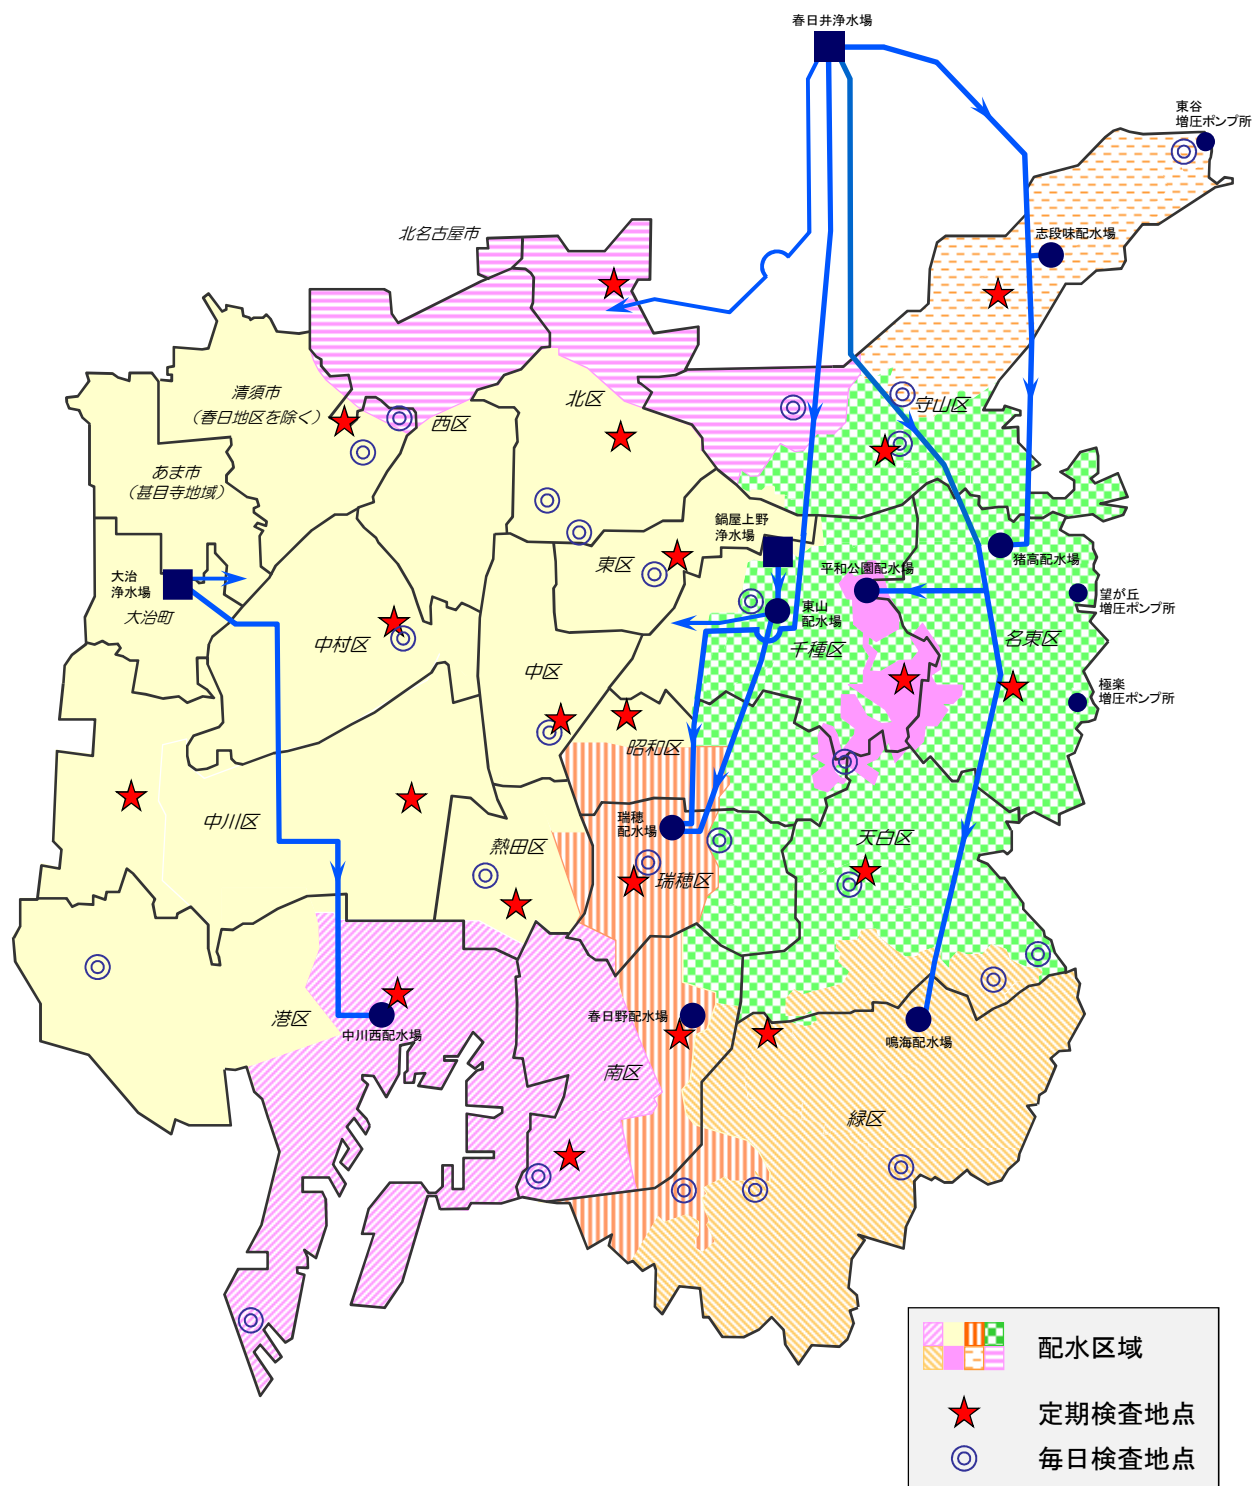 春日井浄水場
東谷
増圧ポンプ所
北名古屋市
志段味配水場
清須市
（春日地区を除く）
西区
北区
守山区
あま市
（甚目寺地域）
鍋屋上野
浄水場
東区
猪高配水場
平和公園配水場
大治
浄水場
大治町
望が丘
増圧ポンプ所
東山
配水場
中村区
千種区
名東区
中区
極楽
増圧ポンプ所
昭和区
中川区
瑞穂
配水場
熱田区
天白区
瑞穂区
港区
中川西配水場
春日野配水場
鳴海配水場
南区
緑区
配水区域
定期検査地点
毎日検査地点